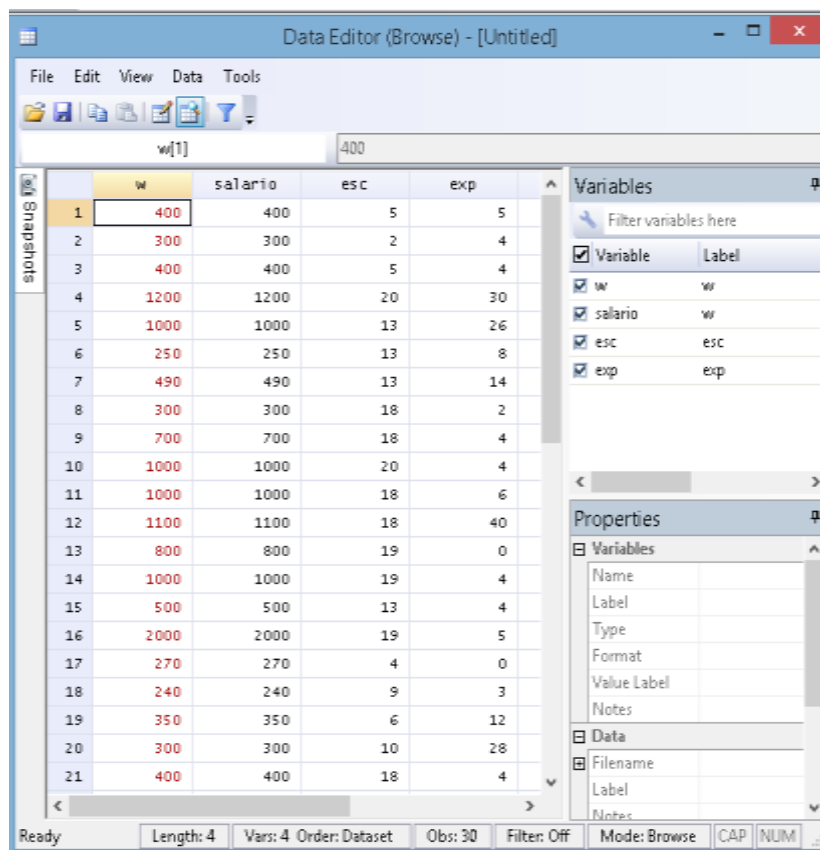 Data Editor (Browse) - [Untitled]
File Edit View Data Tools
w[1] 400
Snapshots
w salario esc exp
1 400 400 5 5
2 300 300 2 4
3 400 400 5 4
4 1200 1200 20 30
5 1000 1000 13 26
6 250 250 13 8
7 490 490 13 14
8 300 300 18 2
9 700 700 18 4
10 1000 1000 20 4
11 1000 1000 18 6
12 1100 1100 18 40
13 800 800 19 0
14 1000 1000 19 4
15 500 500 13 4
16 2000 2000 19 5
17 270 270 4 0
18 240 240 9 3
19 350 350 6 12
20 300 300 10 28
21 400 400 18 4
Variables
Filter variables here
Variable Label
w w
salario w
esc esc
exp exp
Properties
Variables
Name
Label
Type
Format
Value Label
Notes
Data
Filename
Label
Notes
Ready Length: 4 Vars: 4 Order: Dataset Obs: 30 Filter: Off Mode: Browse CAP NUM